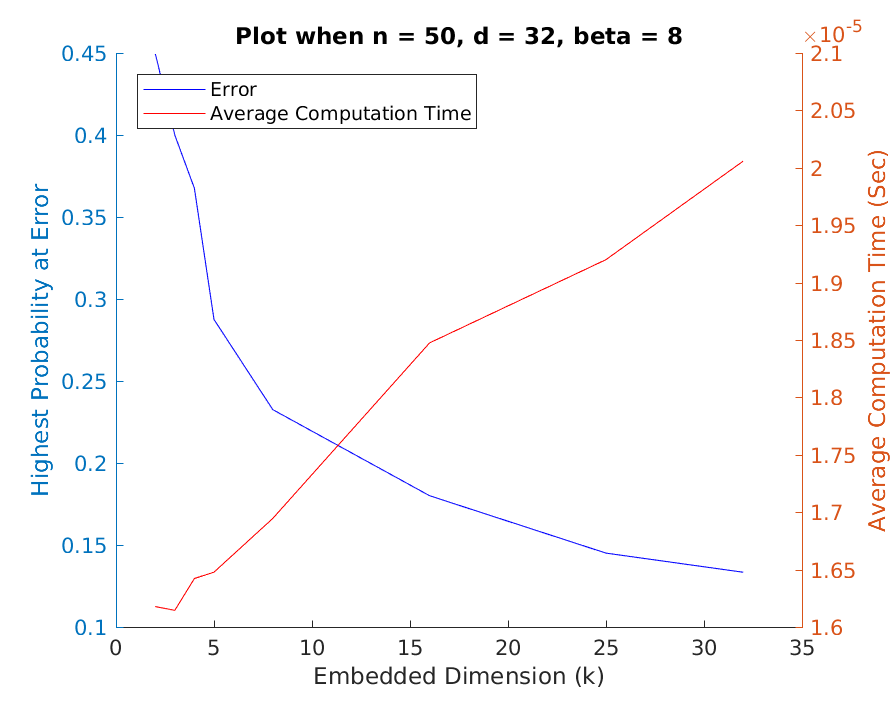 Plot when n = 50, d = 32, beta = 8
×10-5
Error
Average Computation Time
0.45
0.4
0.35
0.3
0.25
0.2
0.15
0.1
Highest Probability at Error
2.1
2.05
2
1.95
1.9
1.85
1.8
1.75
1.7
1.65
1.6
Average Computation Time (Sec)
0 5 10 15 20 25 30 35
Embedded Dimension (k)